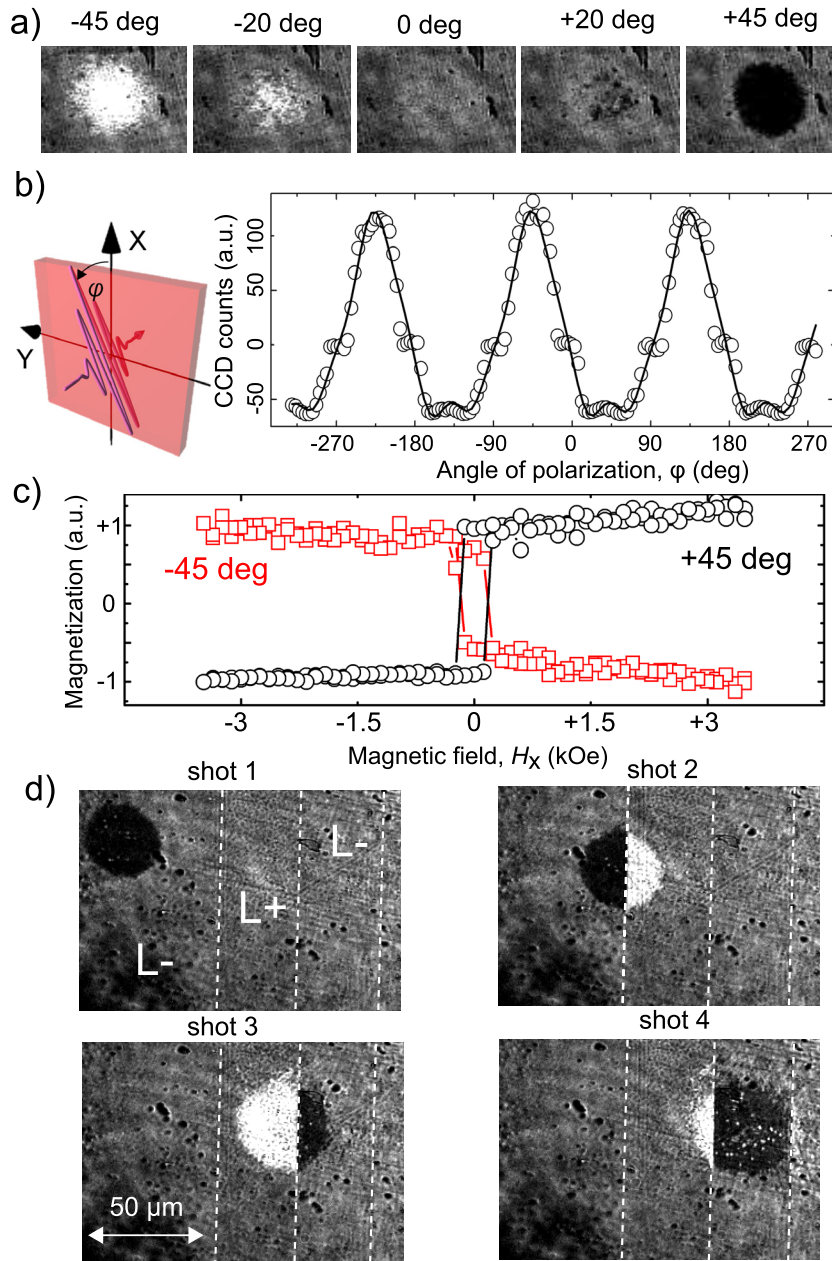 a)
-45 deg -20 deg 0 deg +20 deg +45 deg
b)
X
φ
Y
CCD counts (a.u.)
100
50
0
-50
-270 -180 -90 0 90 180 270
Angle of polarization, φ (deg)
c)
Magnetization (a.u.)
+1
0
-1
-45 deg
+45 deg
-3 -1.5 0 +1.5 +3
Magnetic field, Hx (kOe)
d)
shot 1
L-
L+
L-
shot 2
shot 3
50 μm
shot 4